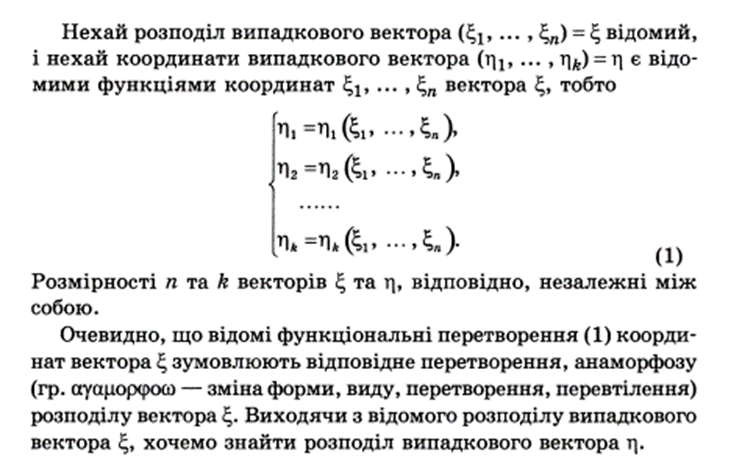 Нехай розподіл випадкового вектора (ξ₁, ... , ξₙ) = ξ відомий,
і нехай координати випадкового вектора (η₁, ... , ηₖ) = η є відо-
мими функціями координат ξ₁, ... , ξₙ вектора ξ, тобто
η₁ =η₁ (ξ₁, ... , ξₙ),
η₂ =η₂ (ξ₁, ... , ξₙ),
......
ηₖ =ηₖ (ξ₁, ... , ξₙ).
(1)
Розмірності n та k векторів ξ та η, відповідно, незалежні між
собою.
Очевидно, що відомі функціональні перетворення (1) коорди-
нат вектора ξ зумовлюють відповідне перетворення, анаморфозу
(гр. αγαμορφοω — зміна форми, виду, перетворення, перевтілення)
розподілу вектора ξ. Виходячи з відомого розподілу випадкового
вектора ξ, хочемо знайти розподіл випадкового вектора η.